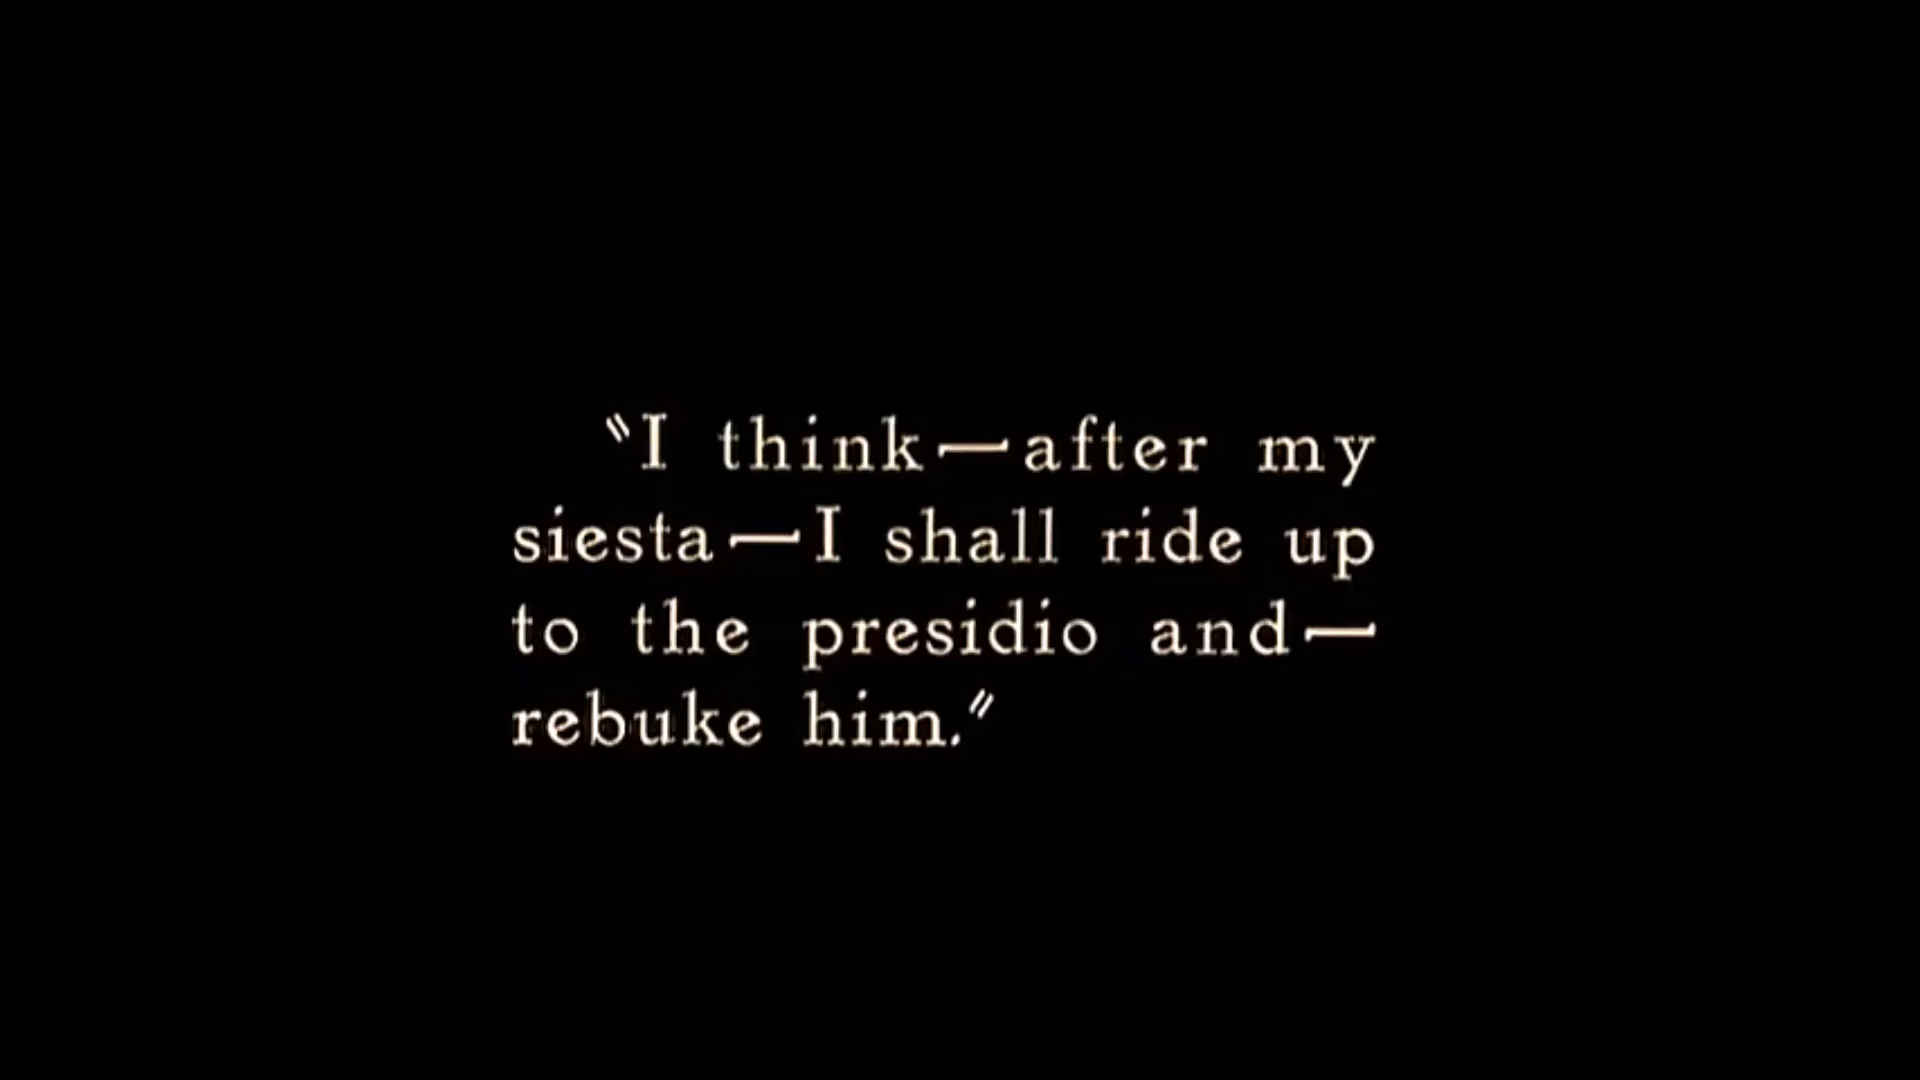 "I think—after my
siesta—I shall ride up
to the presidio and—
rebuke him."